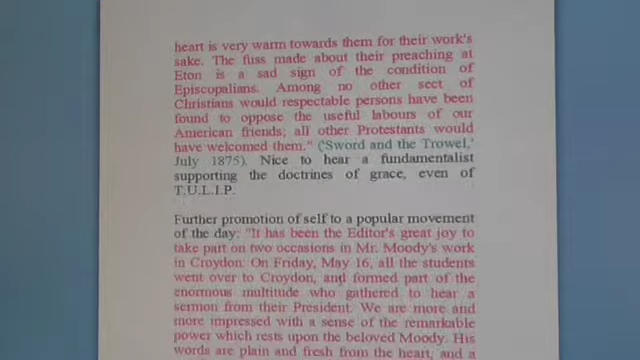 heart is very warm towards them for their work's
sake. The fuss made about their preaching at
Eton is a sad sign of the condition of
Episcopalians. Among no other sect of
Christians would respectable persons have been
found to oppose the useful labours of our
American friends; all other Protestants would
have welcomed them." ('Sword and the Trowel,'
July 1875). Nice to hear a fundamentalist
supporting the doctrines of grace, even of
T.U.L.I.P.
Further promotion of self to a popular movement
of the day: "It has been the Editor's great joy to
take part on two occasions in Mr. Moody's work
in Croydon. On Friday, May 16, all the students
went over to Croydon, and formed part of the
enormous multitude who gathered to hear a
sermon from their President. We are more and
more impressed with a sense of the remarkable
power which rests upon the beloved Moody. His
words are plain and fresh from the heart, and a